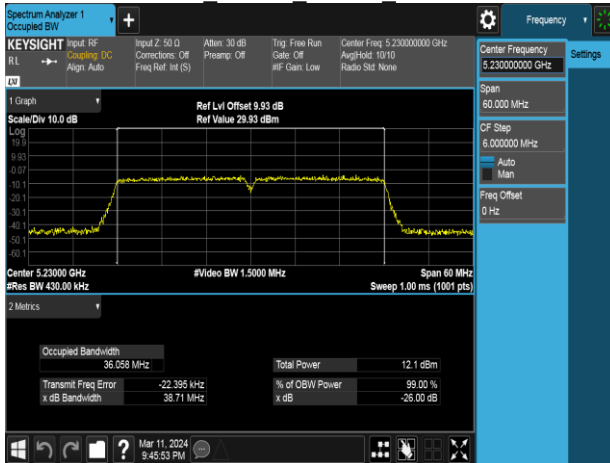 Spectrum Analyzer 1
Occupied BW
Frequency
KEYSIGHT
Input: RF
Coupling: DC
Align: Auto
Input Z: 50 Ω
Corrections: Off
Freq Ref: Int (S)
Atten: 30 dB
Preamp: Off
Trig: Free Run
Gate: Off
#IF Gain: Low
Center Freq: 5.230000000 GHz
Avg|Hold: 10/10
Radio Std: None
R L
LXI
Center Frequency
5.230000000 GHz
Settings
Span
60.000 MHz
CF Step
6.000000 MHz
Auto
Man
Freq Offset
0 Hz
1 Graph
Scale/Div 10.0 dB
Ref Lvl Offset 9.93 dB
Ref Value 29.93 dBm
Log
19.9
9.93
-0.07
-10.1
-20.1
-30.1
-40.1
-50.1
-60.1
Center 5.23000 GHz
#Video BW 1.5000 MHz
Span 60 MHz
#Res BW 430.00 kHz
Sweep 1.00 ms (1001 pts)
2 Metrics
Occupied Bandwidth
36.058 MHz
Total Power 12.1 dBm
Transmit Freq Error -22.395 kHz
% of OBW Power 99.00 %
x dB Bandwidth 38.71 MHz
x dB -26.00 dB
Mar 11, 2024
9:45:53 PM